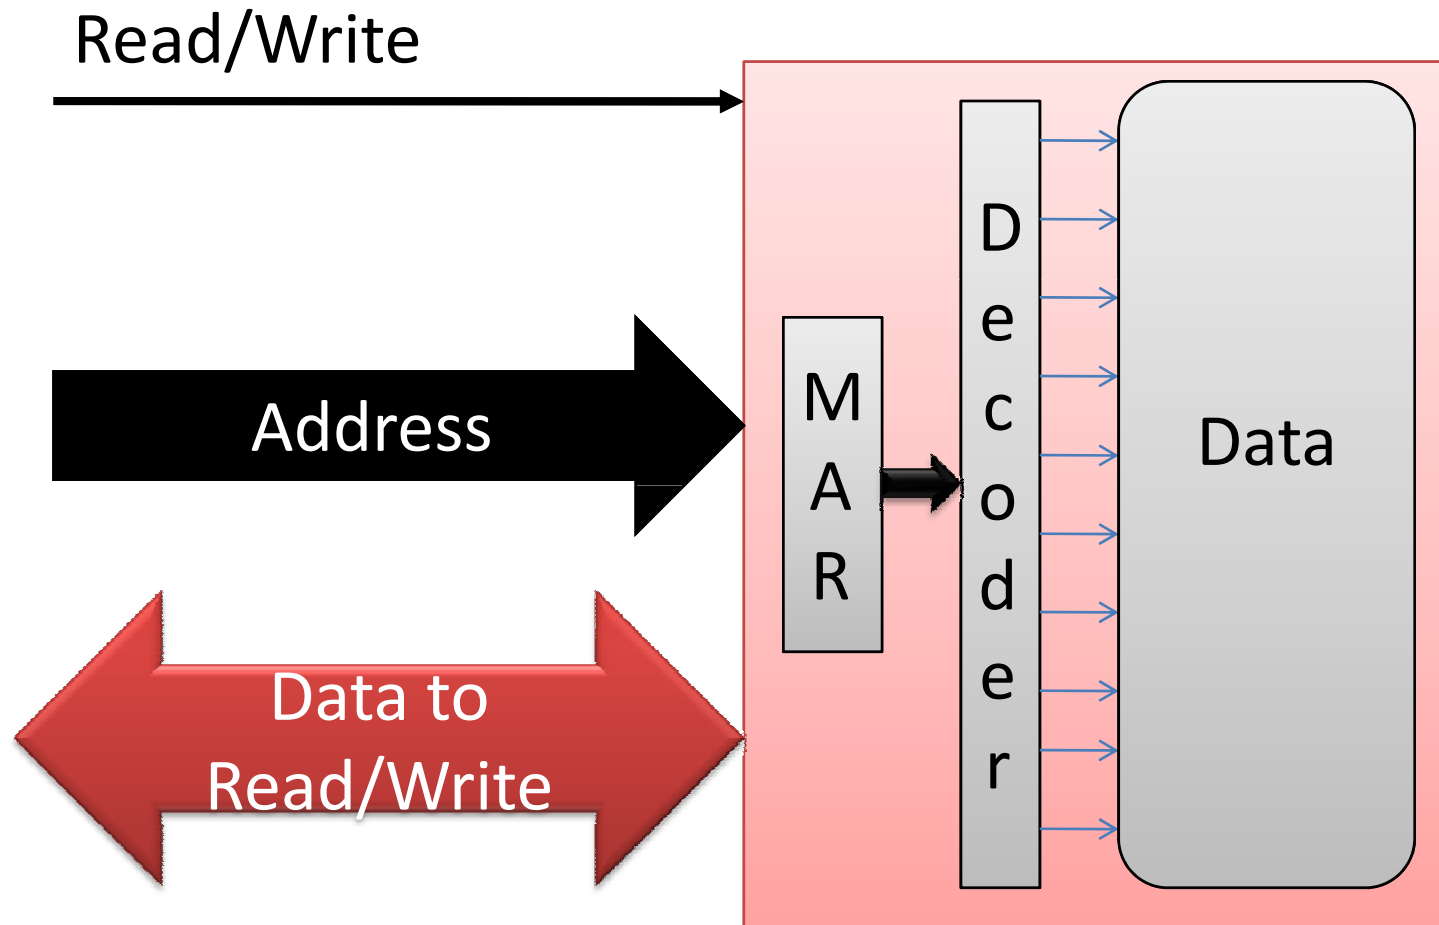 Read/Write
Address
Data to
Read/Write
M
A
R
D
e
c
o
d
e
r
Data